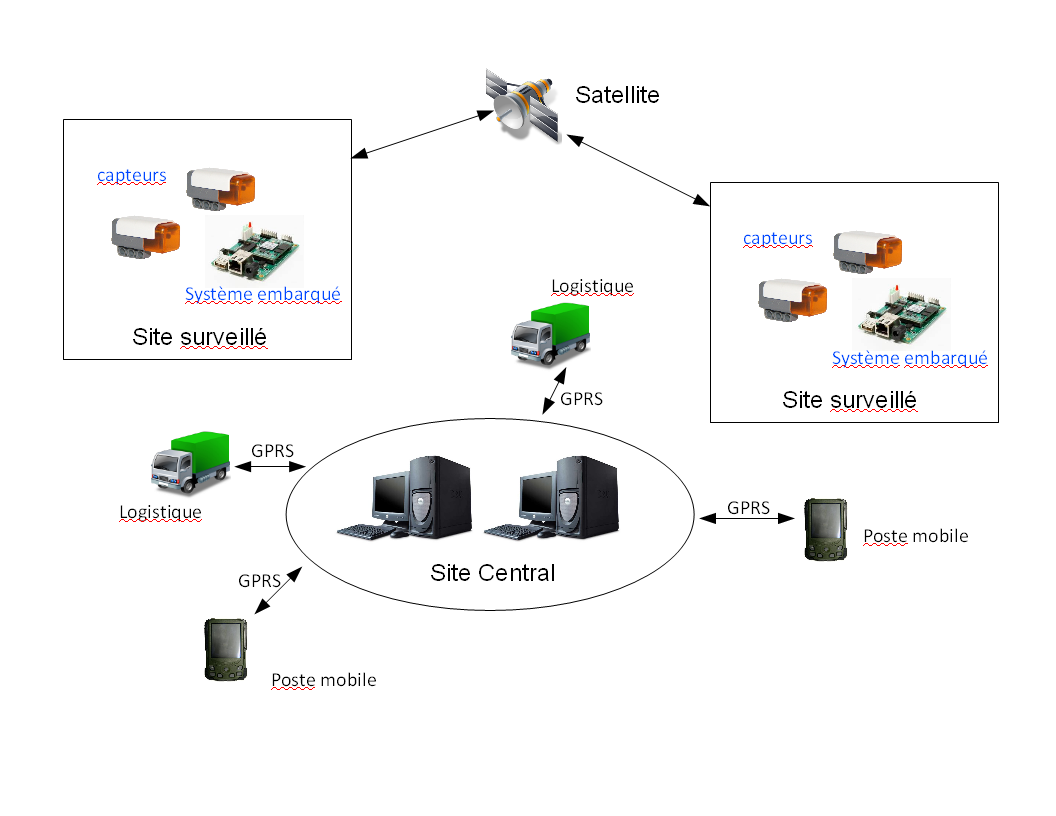 Satellite
capteurs
Système embarqué
Site surveillé
capteurs
Système embarqué
Site surveillé
Logistique
GPRS
GPRS
Logistique
GPRS
Poste mobile
Site Central
GPRS
Poste mobile